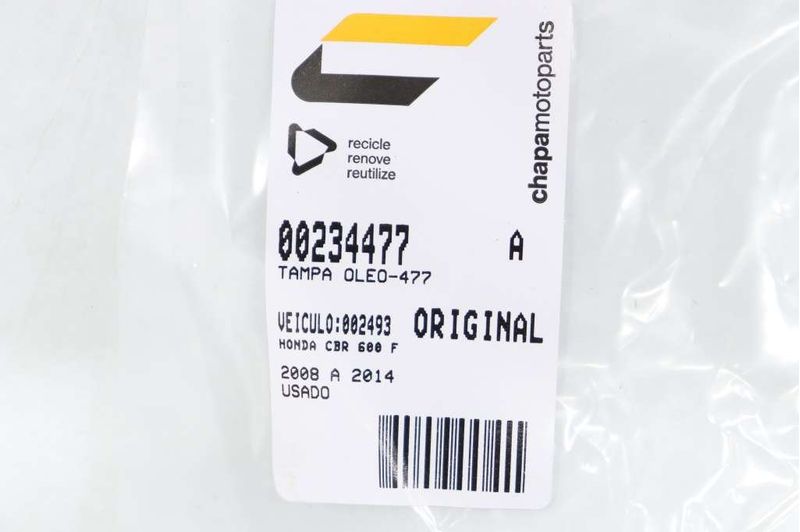 chapamotoparts
recicle
renove
reutilize
00234477 A
TAMPA OLEO-477
VEICULO:002493 ORIGINAL
HONDA CBR 600 F
2008 A 2014
USADO